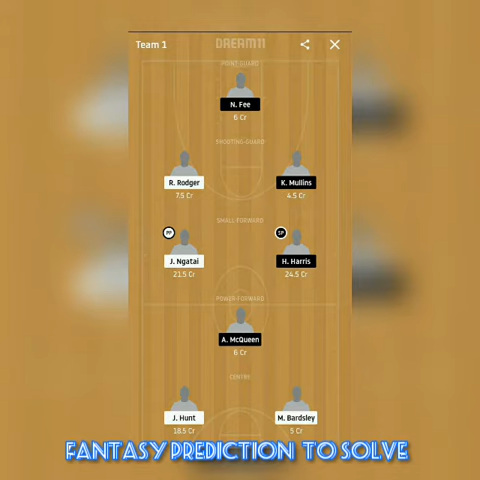 Team 1 DREAM11
POINT-GUARD
N. Fee
6 Cr
SHOOTING-GUARD
R. Rodger K. Mullins
7.5 Cr 4.5 Cr
SMALL-FORWARD
PP SP
J. Ngatai H. Harris
21.5 Cr 24.5 Cr
POWER-FORWARD
A. McQueen
6 Cr
CENTRE
J. Hunt M. Bardsley
18.5 Cr 5 Cr
FANTASY PREDICTION TO SOLVE